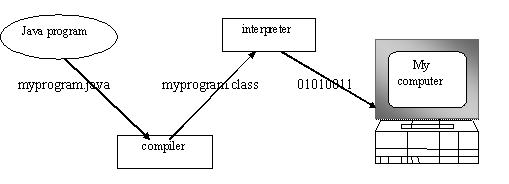 Java program
myprogram.java
compiler
myprogram.class
interpreter
01010011
My
computer